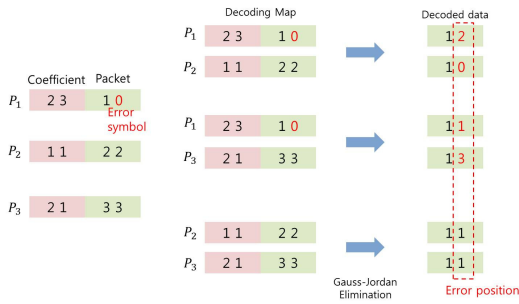 Decoding Map
Decoded data
P1 2 3 1 0 1 2
P2 1 1 2 2 1 0
Coefficient Packet
P1 2 3 1 0
Error
symbol
P1 2 3 1 0 1 1
P2 1 1 2 2
P3 2 1 3 3 1 3
P3 2 1 3 3
P2 1 1 2 2 1 1
P3 2 1 3 3 1 1
Gauss-Jordan
Elimination
Error position